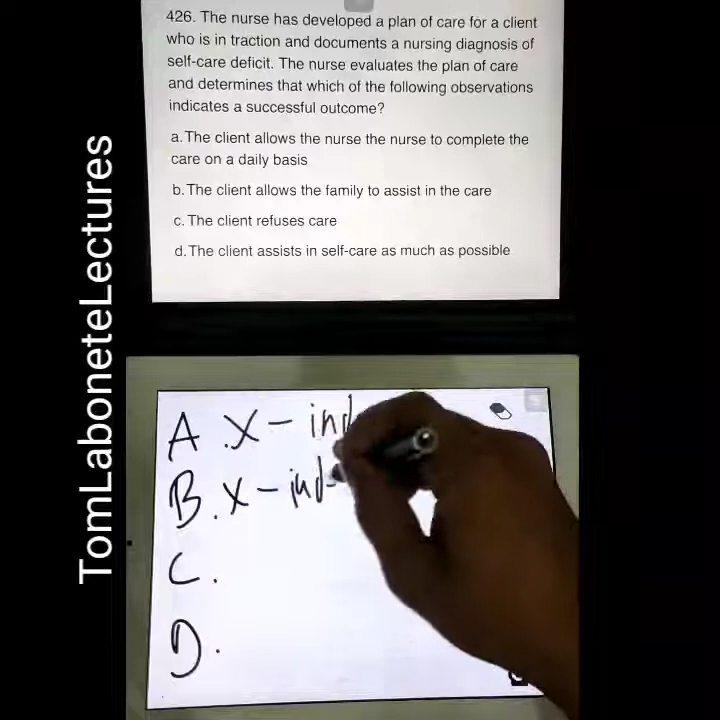 426. The nurse has developed a plan of care for a client
who is in traction and documents a nursing diagnosis of
self-care deficit. The nurse evaluates the plan of care
and determines that which of the following observations
indicates a successful outcome?
a. The client allows the nurse the nurse to complete the
care on a daily basis
b. The client allows the family to assist in the care
c. The client refuses care
d. The client assists in self-care as much as possible
TomLaboneteLectures
A. X - ind
B. X - ind
C.
D.